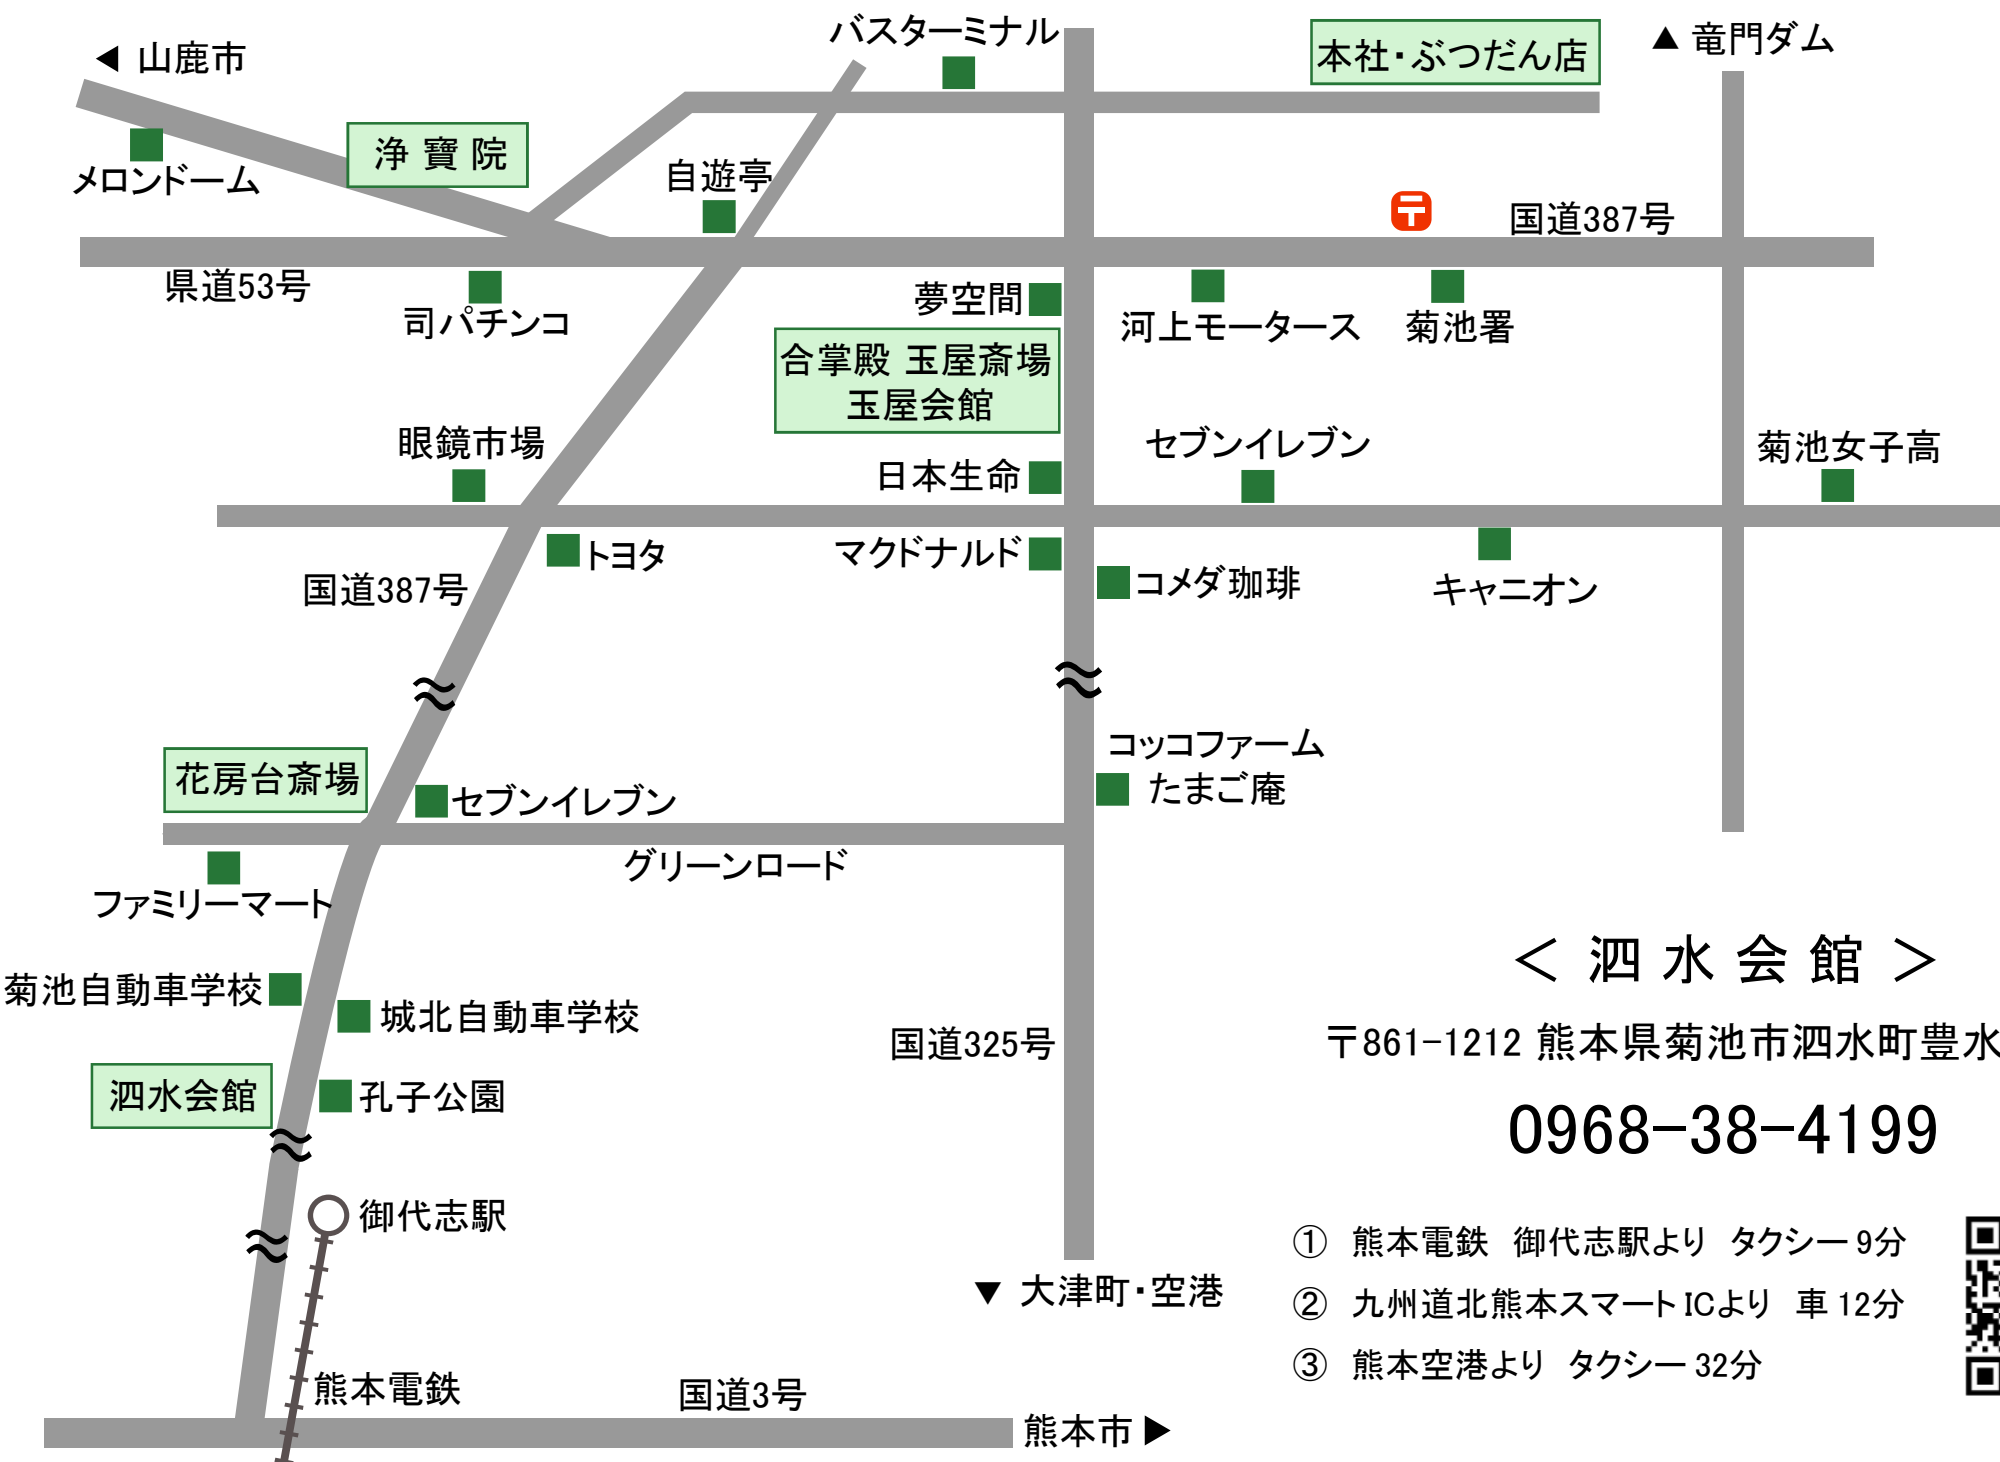 ◀ 山鹿市
バスターミナル
本社・ぶつだん店
▲ 竜門ダム
メロンドーム
浄寶院
自遊亭
〒
国道387号
県道53号
司パチンコ
夢空間
河上モータース
菊池署
合掌殿 玉屋斎場
玉屋会館
眼鏡市場
日本生命
セブンイレブン
菊池女子高
トヨタ
マクドナルド
コメダ珈琲
キャニオン
国道387号
コッコファーム
たまご庵
花房台斎場
セブンイレブン
グリーンロード
ファミリーマート
菊池自動車学校
城北自動車学校
国道325号
泗水会館
孔子公園
御代志駅
熊本電鉄
国道3号
熊本市 ▶
▼ 大津町・空港
＜ 泗水会館 ＞
〒861-1212 熊本県菊池市泗水町豊水
0968-38-4199
① 熊本電鉄 御代志駅より タクシー 9分
② 九州道北熊本スマートICより 車 12分
③ 熊本空港より タクシー 32分